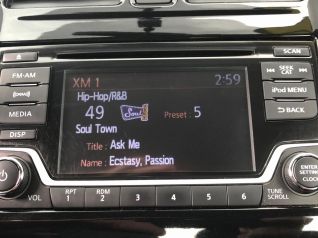 SCAN
FM·AM
MEDIA
DISP
XM 1
2:59
Hip-Hop/R&B
49
Soul
Preset 5
Soul Town
Title : Ask Me
Name : Ecstasy, Passion
SEEK
CAT
iPod MENU
BACK
VOL
RPT
1
RDM
2
3
4
5
6
ENTER
SETTING
TUNE
SCROLL